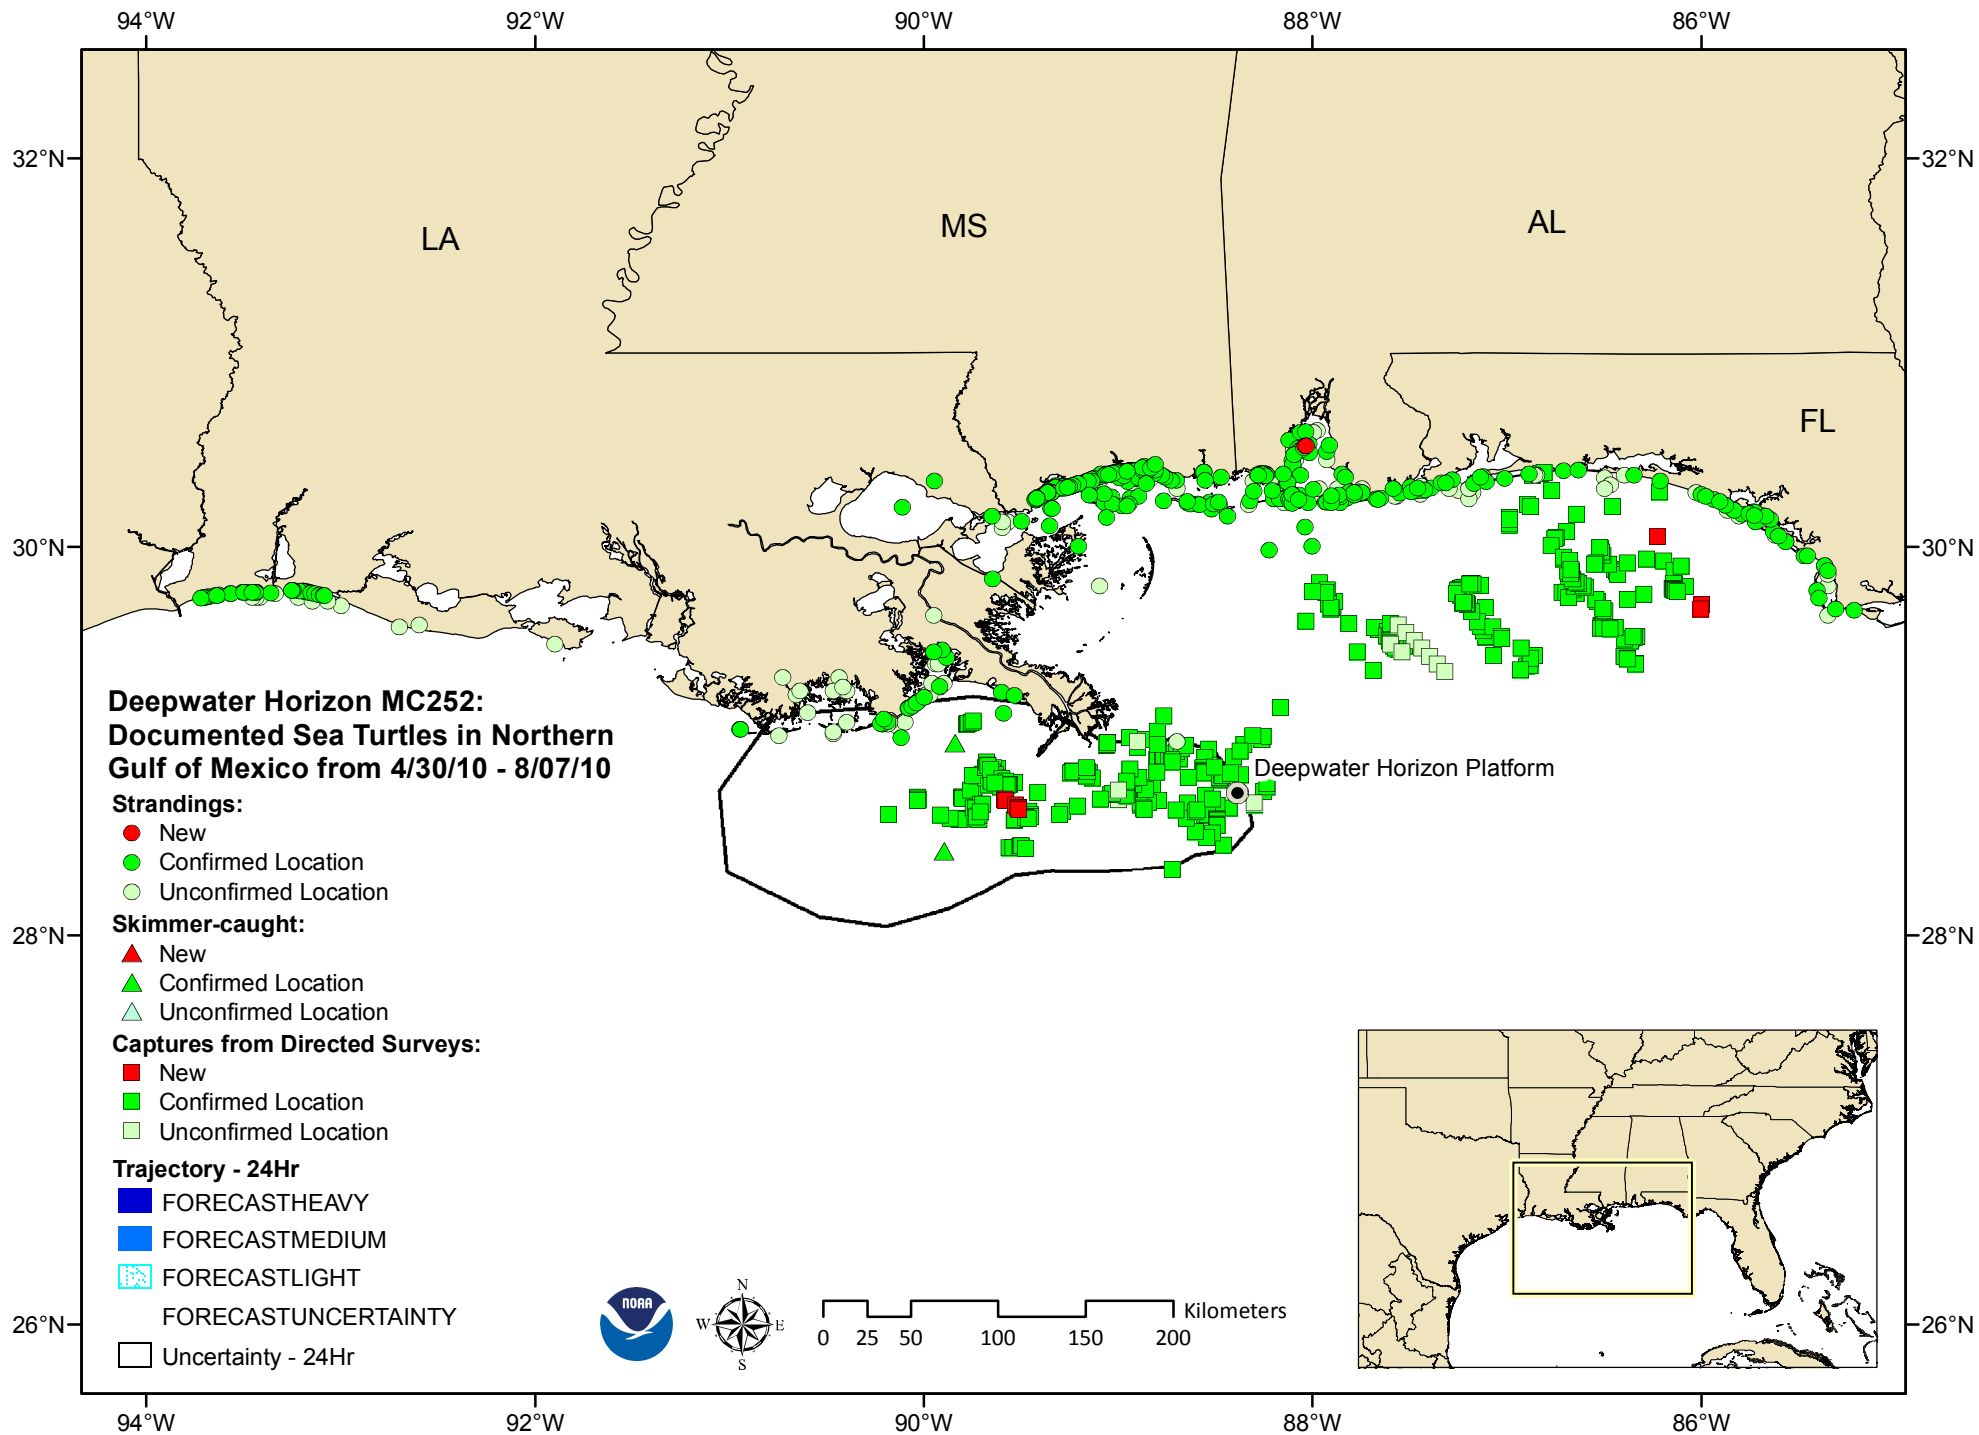 94°W 92°W 90°W 88°W 86°W
32°N 32°N
LA MS AL
FL
30°N 30°N
Deepwater Horizon MC252:
Documented Sea Turtles in Northern
Gulf of Mexico from 4/30/10 - 8/07/10
Deepwater Horizon Platform
Strandings:
New
Confirmed Location
Unconfirmed Location
Skimmer-caught:
28°N 28°N
New
Confirmed Location
Unconfirmed Location
Captures from Directed Surveys:
New
Confirmed Location
Unconfirmed Location
Trajectory - 24Hr
FORECASTHEAVY
FORECASTMEDIUM
FORECASTLIGHT
FORECASTUNCERTAINTY
Uncertainty - 24Hr
NOAA
N
W E
S
Kilometers
0 25 50 100 150 200
26°N 26°N
94°W 92°W 90°W 88°W 86°W